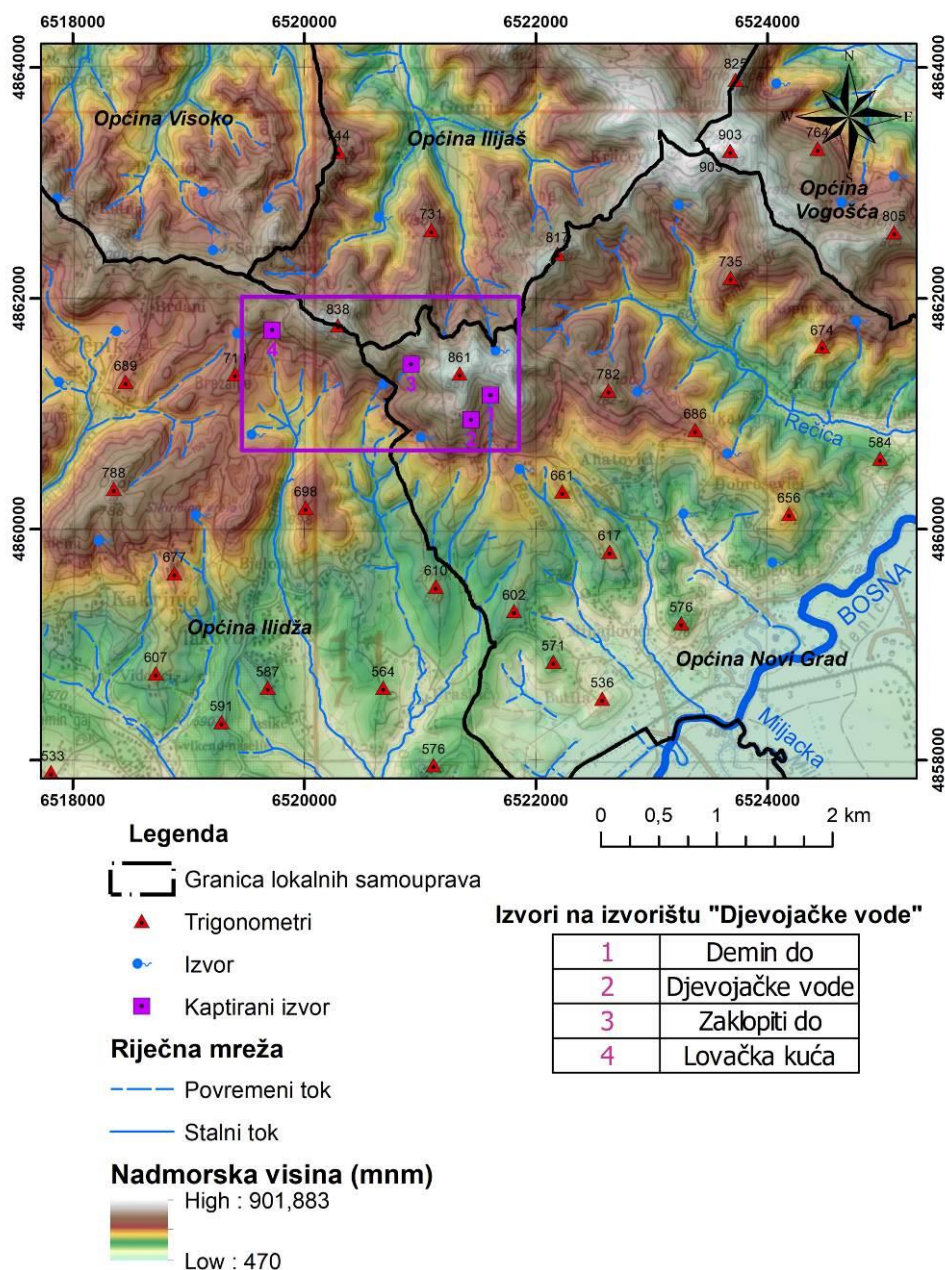 6518000 6520000 6522000 6524000
4864000 4864000
825
N
Općina Visoko
Općina Ilijaš
W E
744
903
764
903
Općina
Vogošća
731
817
805
735
4862000 4862000
838
4
674
689
711
3
861
782
1
2
686
Rečica
584
788
661
698
656
4860000 4860000
617
677
610
602
576
BOSNA
Općina Ilidža
571
Općina Novi Grad
607
587
564
536
591
Miljacka
576
533
4858000 4858000
6518000 6520000 6522000 6524000
0 0,5 1 2 km
Legenda
Granica lokalnih samouprava
Trigonometri
Izvor
Kaptirani izvor
Riječna mreža
Povremeni tok
Stalni tok
Nadmorska visina (mnm)
High : 901,883
Low : 470
Izvori na izvorištu "Djevojačke vode"
1 Demin do
2 Djevojačke vode
3 Zaklopiti do
4 Lovačka kuća